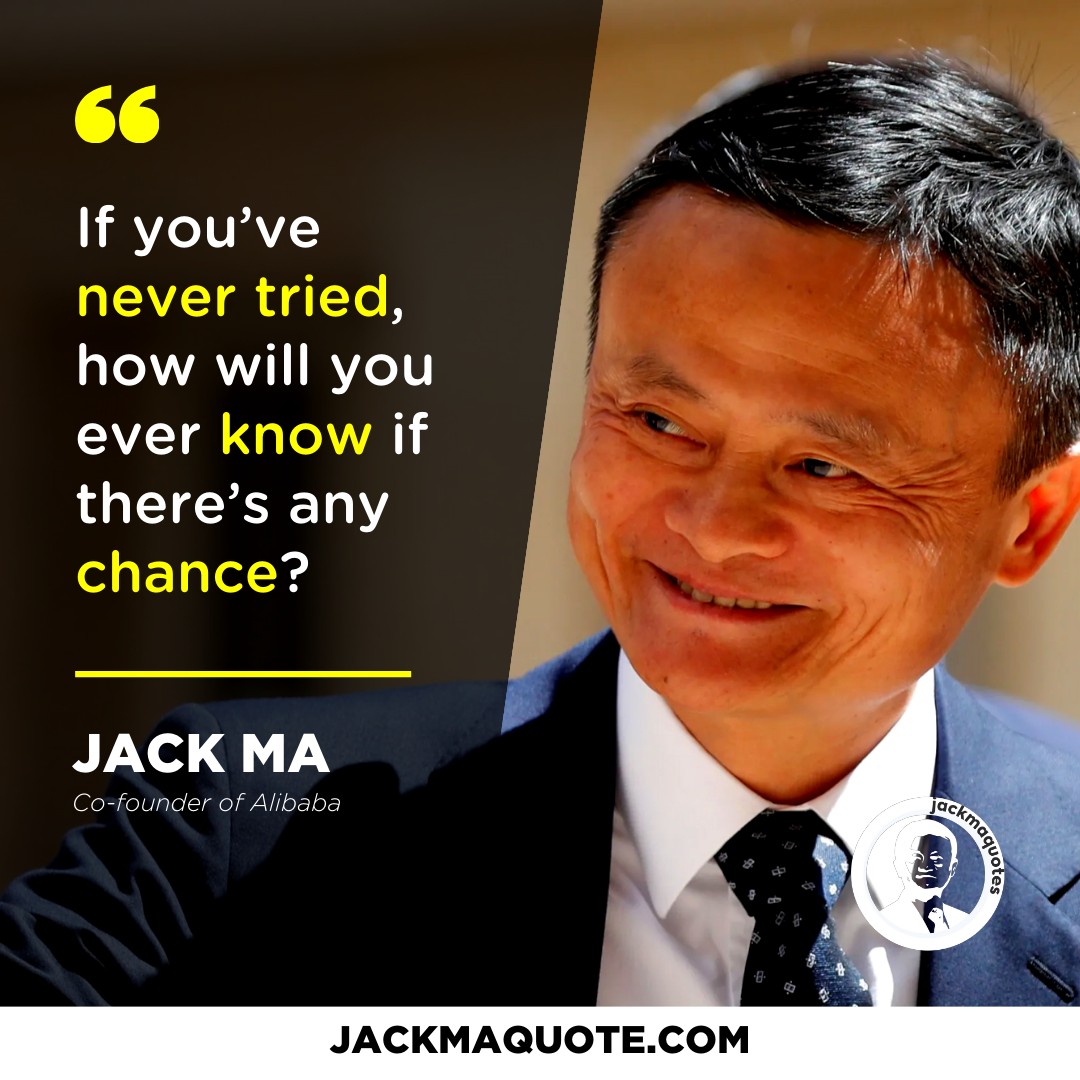 “
If you’ve
never tried,
how will you
ever know if
there’s any
chance?
JACK MA
Co-founder of Alibaba
jackmaquotes
JACKMAQUOTE.COM